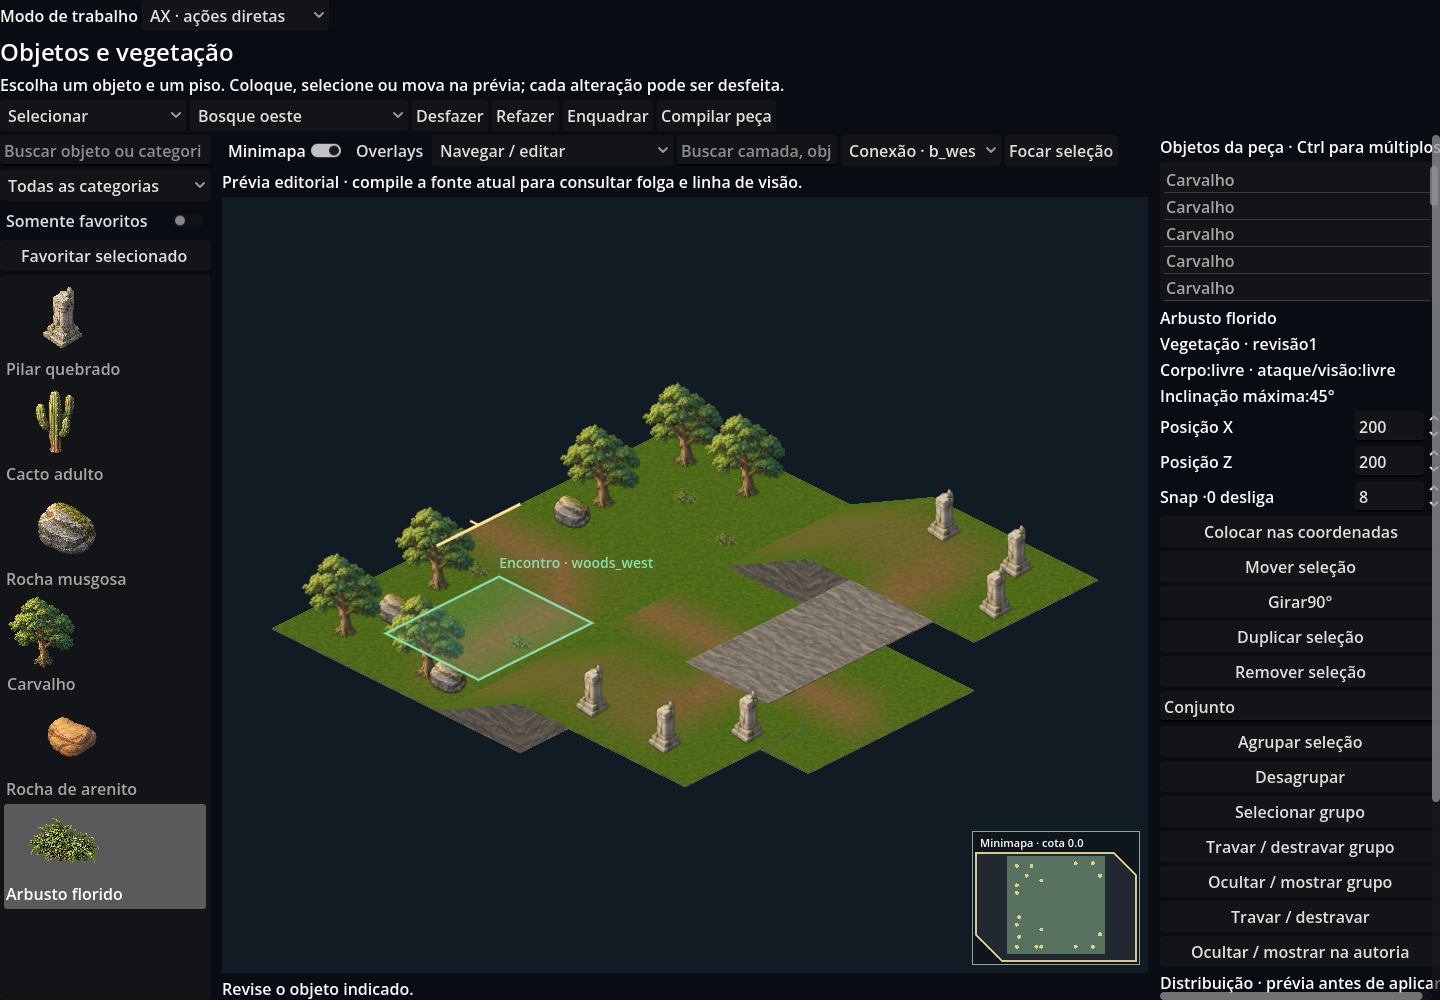 Modo de trabalho AX · ações diretas
Objetos e vegetação
Escolha um objeto e um piso. Coloque, selecione ou mova na prévia; cada alteração pode ser desfeita.
Selecionar Bosque oeste Desfazer Refazer Enquadrar Compilar peça
Buscar objeto ou categori
Todas as categorias
Somente favoritos
Favoritar selecionado
Pilar quebrado
Cacto adulto
Rocha musgosa
Carvalho
Rocha de arenito
Arbusto florido
Minimapa Overlays Navegar / editar Buscar camada, obj Conexão · b_wes Focar seleção
Prévia editorial · compile a fonte atual para consultar folga e linha de visão.
Encontro · woods_west
Minimapa · cota 0.0
Revise o objeto indicado.
Objetos da peça · Ctrl para múltiplos
Carvalho
Carvalho
Carvalho
Carvalho
Carvalho
Arbusto florido
Vegetação · revisão1
Corpo:livre · ataque/visão:livre
Inclinação máxima:45°
Posição X 200
Posição Z 200
Snap ·0 desliga 8
Colocar nas coordenadas
Mover seleção
Girar90°
Duplicar seleção
Remover seleção
Conjunto
Agrupar seleção
Desagrupar
Selecionar grupo
Travar / destravar grupo
Ocultar / mostrar grupo
Travar / destravar
Ocultar / mostrar na autoria
Distribuição · prévia antes de aplicar